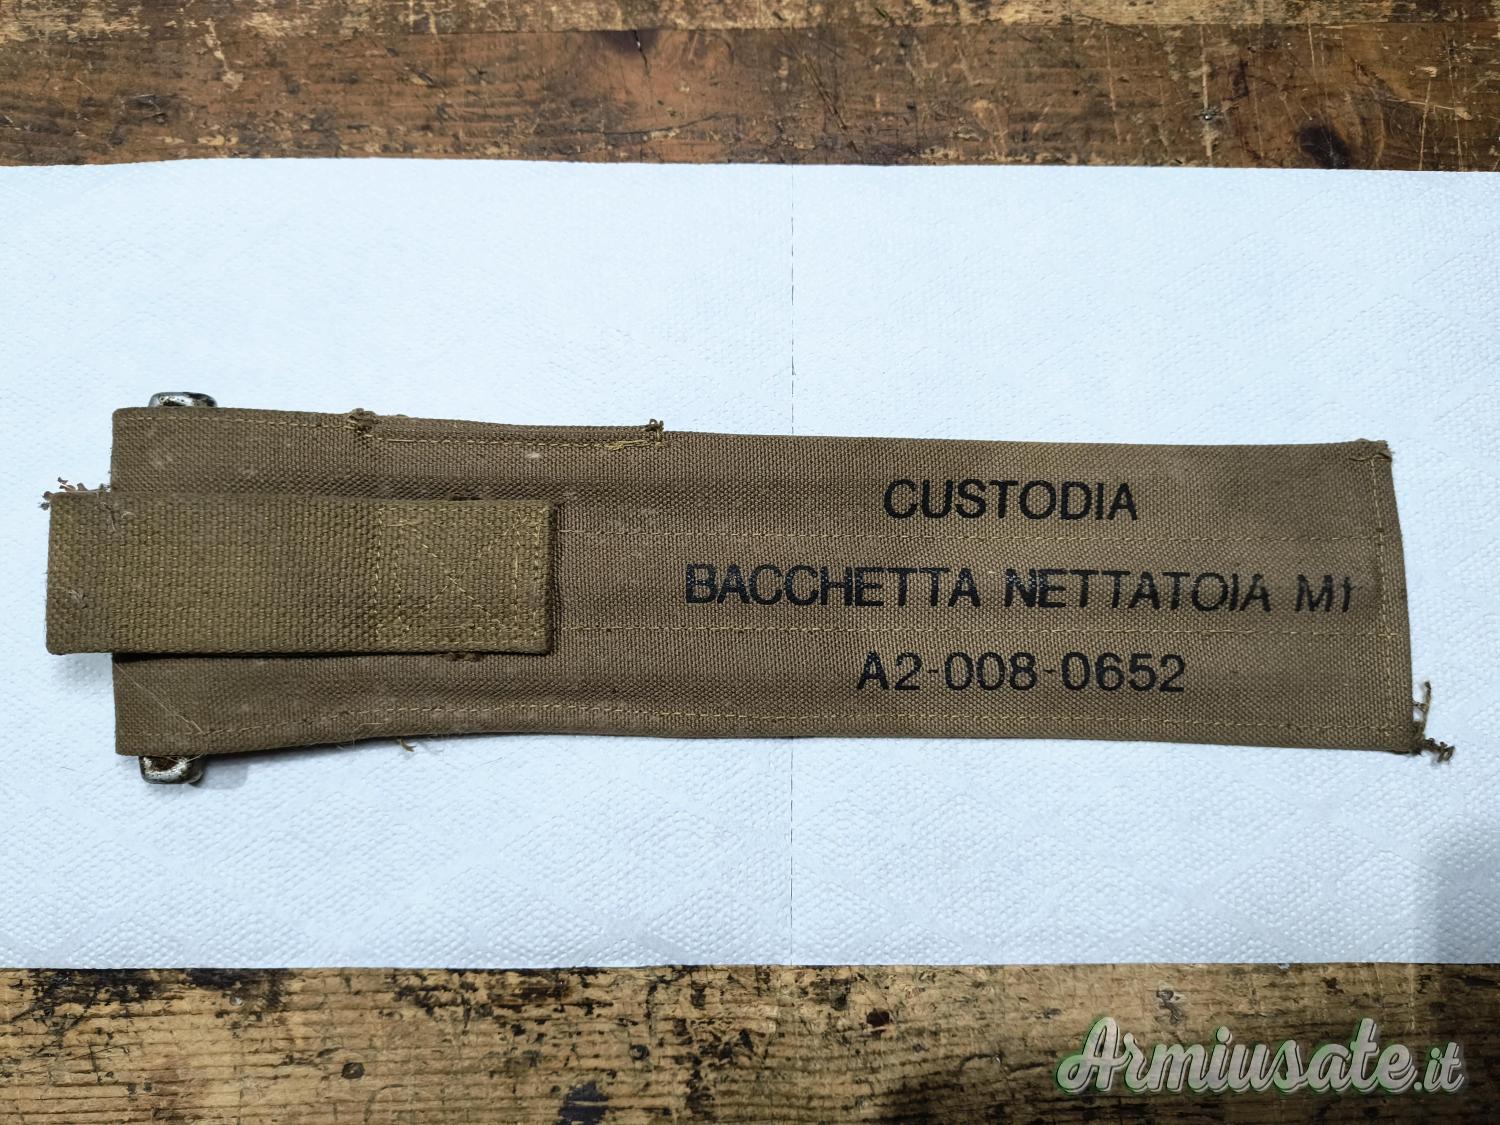 CUSTODIA
BACCHETTA NETTATOIA M1
A2-008-0652
Armiusate.it